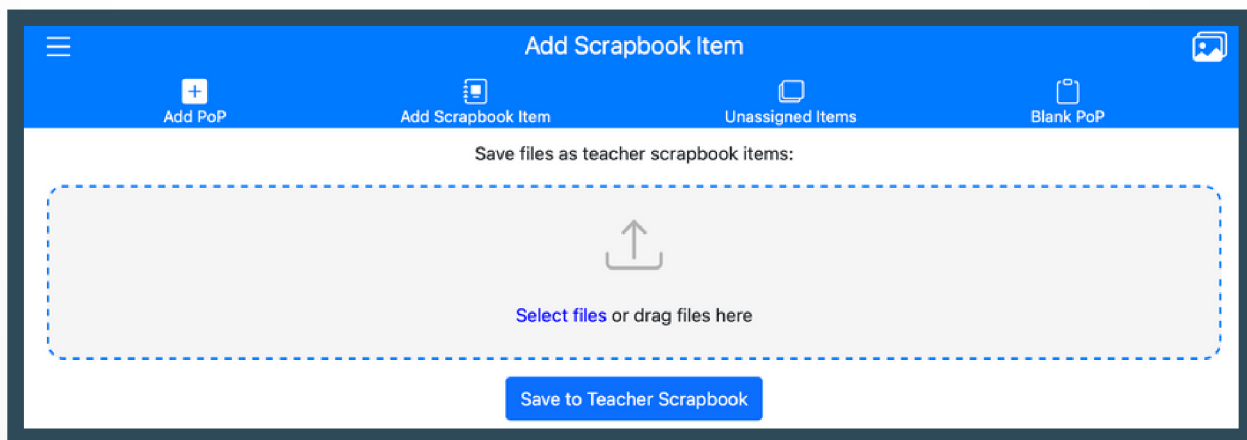 Add Scrapbook Item
Add PoP Add Scrapbook Item Unassigned Items Blank PoP
Save files as teacher scrapbook items:
Select files or drag files here
Save to Teacher Scrapbook